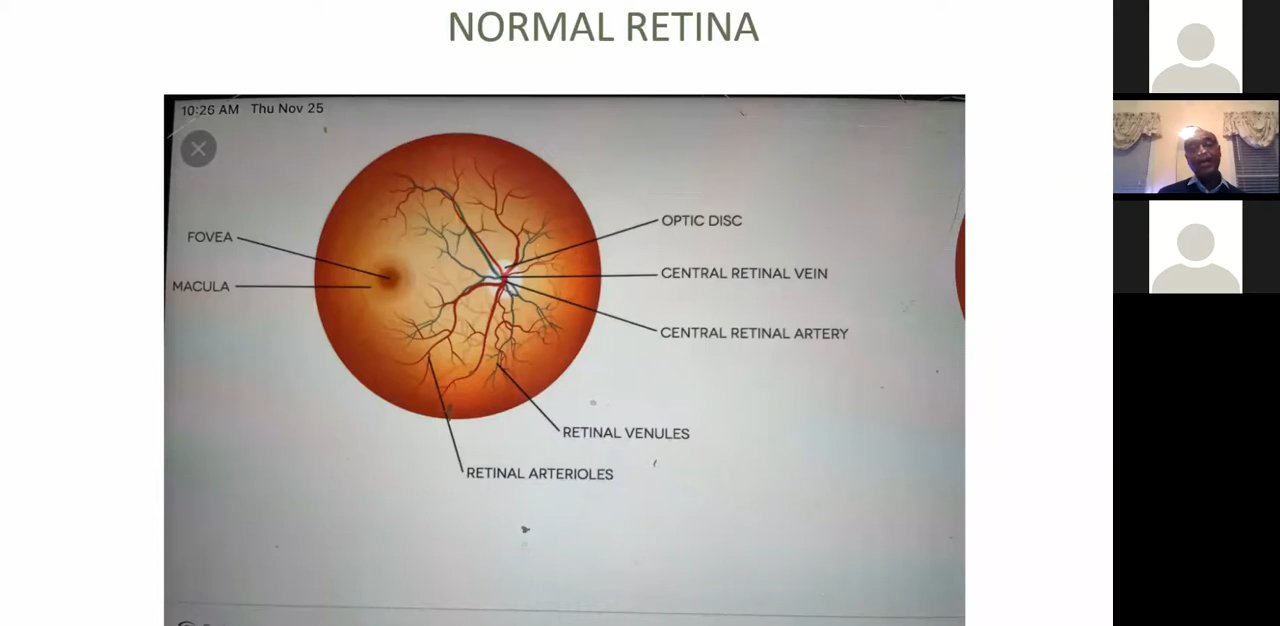 NORMAL RETINA
10:26 AM Thu Nov 25
FOVEA
MACULA
OPTIC DISC
CENTRAL RETINAL VEIN
CENTRAL RETINAL ARTERY
RETINAL VENULES
RETINAL ARTERIOLES